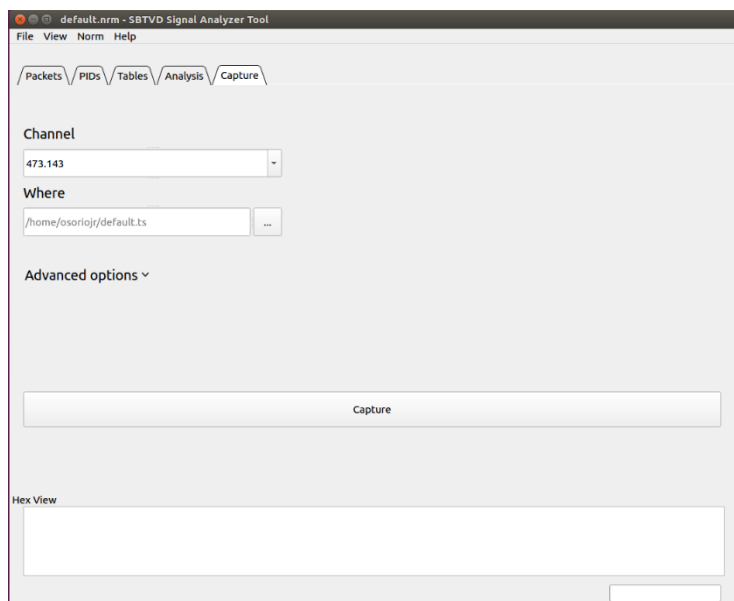 default.nrm - SBTVD Signal Analyzer Tool
File View Norm Help
Packets PIDs Tables Analysis Capture
Channel
473.143
Where
/home/osoriojr/default.ts ...
Advanced options
Capture
Hex View